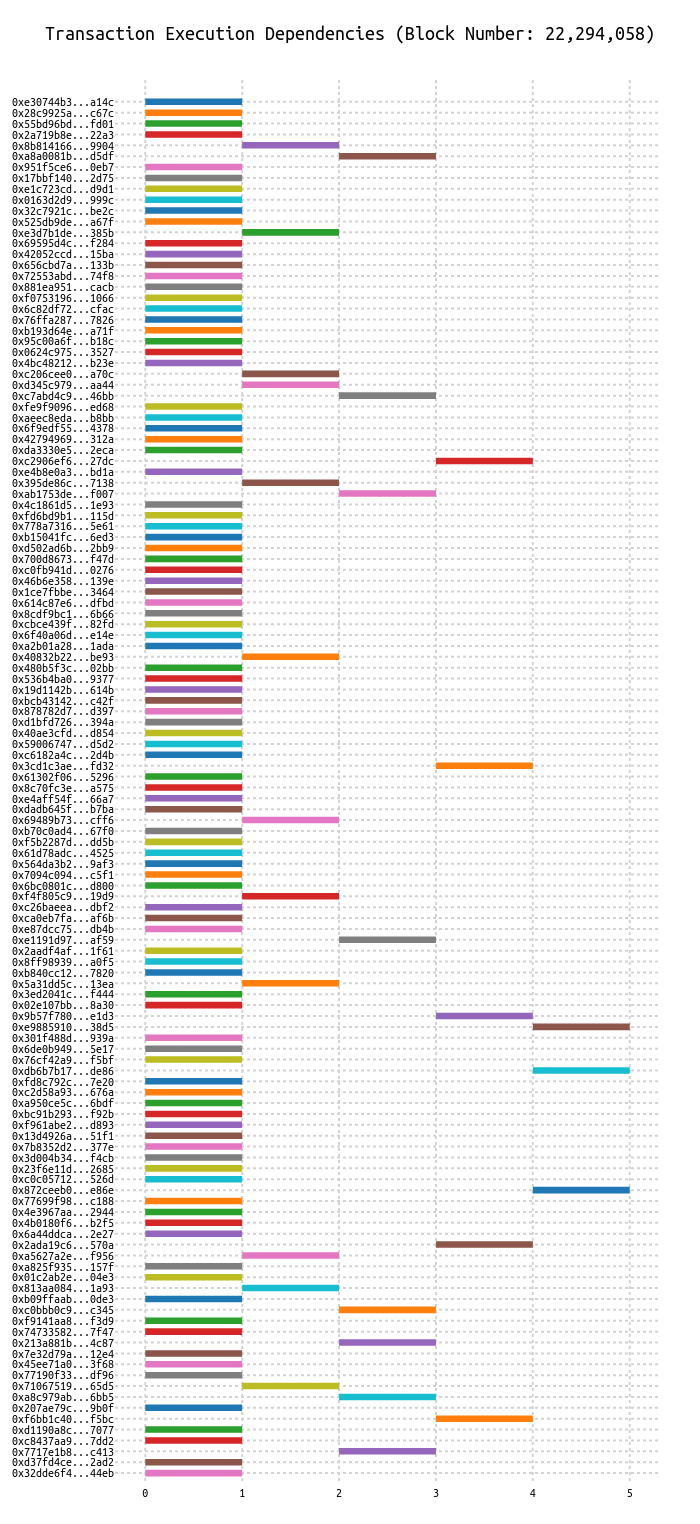 Transaction Execution Dependencies (Block Number: 22,294,058)
0xe30744b3...a14c
0x28c9925a...c67c
0x55bd96bd...fd01
0x2a719b8e...22a3
0x8b814166...9904
0xa8a0081b...d5df
0x951f5ce6...0eb7
0x17bbf140...2d75
0xe1c723cd...d9d1
0x0163d2d9...999c
0x32c7921c...be2c
0x525db9de...a67f
0xe3d7b1de...385b
0x69595d4c...f284
0x42052ccd...15ba
0x656cbd7a...133b
0x72553abd...74f8
0x881ea951...cacb
0xf0753196...1066
0x6c82df72...cfac
0x76ffa287...7826
0xb193d64e...a71f
0x95c00a6f...b18c
0x0624c975...3527
0x4bc48212...b23e
0xc206cee0...a70c
0xd345c979...aa44
0xc7abd4c9...46bb
0xfe9f9096...ed68
0xaeec8eda...b8bb
0x6f9edf55...4378
0x42794969...312a
0xda3330e5...2eca
0xc2906ef6...27dc
0xe4b8e0a3...bd1a
0x395de86c...7138
0xab1753de...f007
0x4c1861d5...1e93
0xfd6bd9b1...115d
0x778a7316...5e61
0xb15041fc...6ed3
0xd502ad6b...2bb9
0x700d8673...f47d
0xc0fb941d...0276
0x46b6e358...139e
0x1ce7fbbe...3464
0x614c87e6...dfbd
0x8cdf9bc1...6b66
0xcbce439f...82fd
0x6f40a06d...e14e
0xa2b01a28...1ada
0x40832b22...be93
0x480b5f3c...02bb
0x536b4ba0...9377
0x19d1142b...614b
0xbcb43142...c42f
0x878782d7...d397
0xd1bfd726...394a
0x40ae3cfd...d854
0x59006747...d5d2
0xc6182a4c...2d4b
0x3cd1c3ae...fd32
0x61302f06...5296
0x8c70fc3e...a575
0xe4aff54f...66a7
0xdadb645f...b7ba
0x69489b73...cff6
0xb70c0ad4...67f0
0xf5b2287d...dd5b
0x61d78adc...4525
0x564da3b2...9af3
0x7094c094...c5f1
0x6bc0801c...d800
0xf4f805c9...19d9
0xc26baeea...dbf2
0xca0eb7fa...af6b
0xe87dcc75...db4b
0xe1191d97...af59
0x2aadf4af...1f61
0x8ff98939...a0f5
0xb840cc12...7820
0x5a31dd5c...13ea
0x3ed2041c...f444
0x02e107bb...8a30
0x9b57f780...e1d3
0xe9885910...38d5
0x301f488d...939a
0x6de0b949...5e17
0x76cf42a9...f5bf
0xdb6b7b17...de86
0xfd8c792c...7e20
0xc2d58a93...676a
0xa950ce5c...6bdf
0xbc91b293...f92b
0xf961abe2...d893
0x13d4926a...51f1
0x7b8352d2...377e
0x3d004b34...f4cb
0x23f6e11d...2685
0xc0c05712...526d
0x872ceeb0...e86e
0x77699f98...c188
0x4e3967aa...2944
0x4b0180f6...b2f5
0x6a44ddca...2e27
0x2ada19c6...570a
0xa5627a2e...f956
0xa825f935...157f
0x01c2ab2e...04e3
0x813aa084...1a93
0xb09ffaab...0de3
0xc0bbb0c9...c345
0xf9141aa8...f3d9
0x74733582...7f47
0x213a881b...4c87
0x7e32d79a...12e4
0x45ee71a0...3f68
0x77190f33...df96
0x71067519...65d5
0xa8c979ab...6bb5
0x207ae79c...9b0f
0xf6bb1c40...f5bc
0xd1190a8c...7077
0xc8437aa9...7dd2
0x7717e1b8...c413
0xd37fd4ce...2ad2
0x32dde6f4...44eb
0 1 2 3 4 5